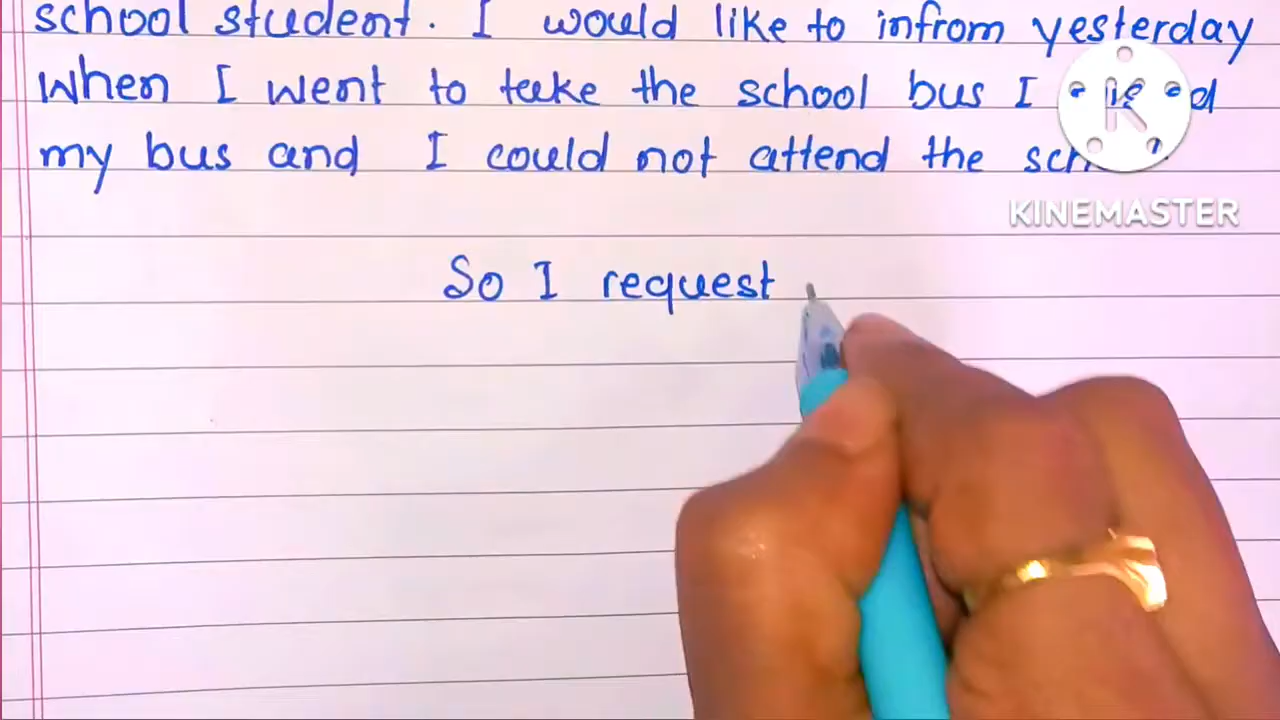 school student. I would like to infrom yesterday
when I went to take the school bus I
my bus and I could not attend the
KINEMASTER
So I request